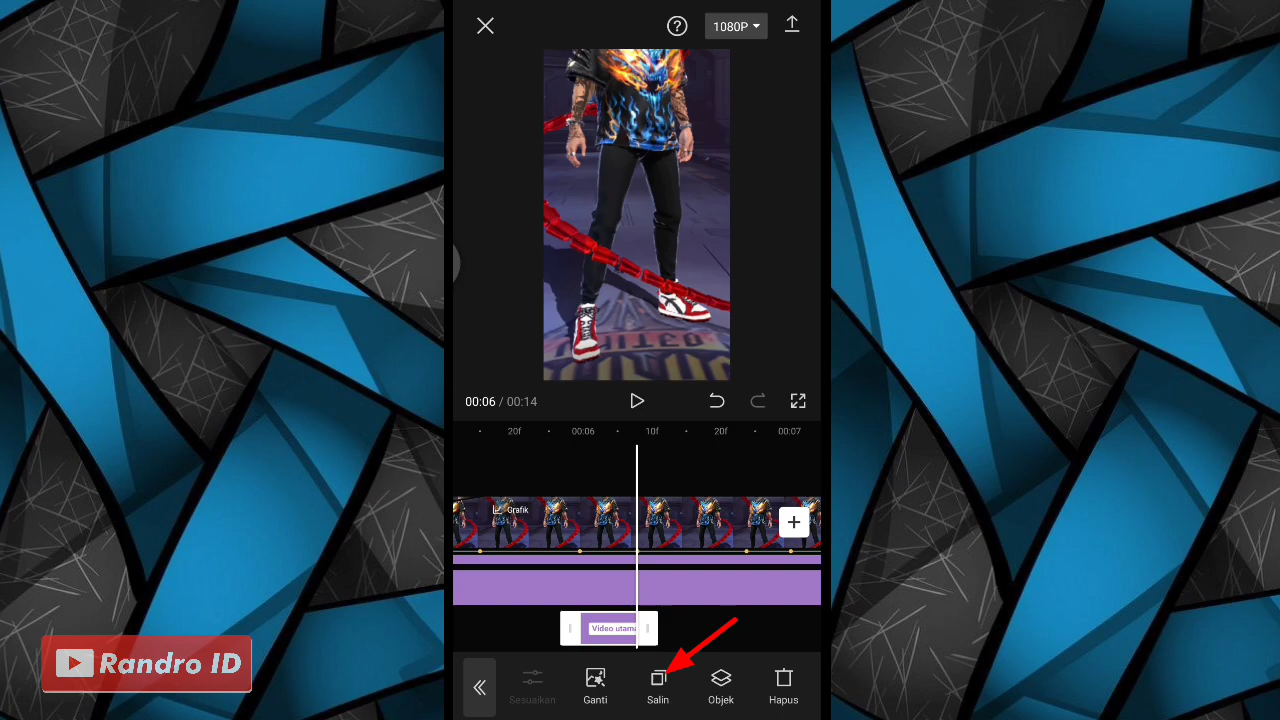 1080P
00:06 / 00:14
20f 00:06 10f 20f 00:07
Grafik
Video utama
Sesuaikan Ganti Salin Objek Hapus
Randro ID